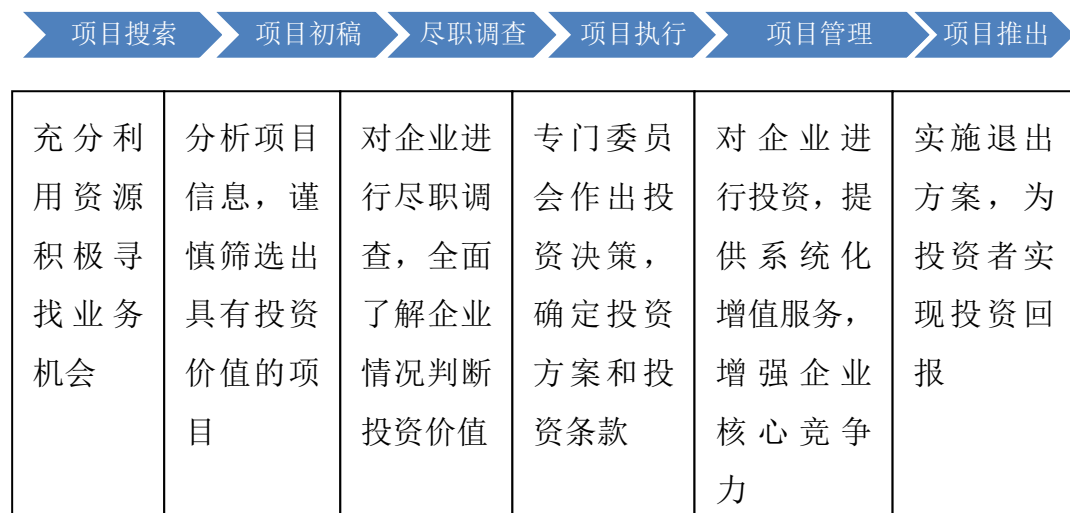 项目搜索
项目初稿
尽职调查
项目执行
项目管理
项目推出
充分利
用资源
积极寻
找业务
机会
分析项目
信息，谨
慎筛选出
具有投资
价值的项
目
对企业进
行尽职调
查，全面
了解企业
情况判断
投资价值
专门委员
会作出投
资决策，
确定投资
方案和投
资条款
对企业进
行投资，提
供系统化
增值服务，
增强企业
核心竞争
力
实施退出
方案，为
投资者实
现投资回
报